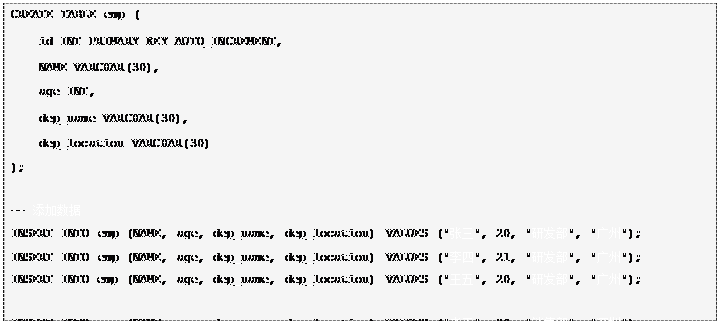 CREATE TABLE emp (
id INT PRIMARY KEY AUTO_INCREMENT,
NAME VARCHAR(30),
age INT,
dep_name VARCHAR(30),
dep_location VARCHAR(30)
);
-- 添加数据
INSERT INTO emp (NAME, age, dep_name, dep_location) VALUES ("张三", 20, "研发部", "广州");
INSERT INTO emp (NAME, age, dep_name, dep_location) VALUES ("李四", 21, "研发部", "广州");
INSERT INTO emp (NAME, age, dep_name, dep_location) VALUES ("王五", 20, "研发部", "广州");